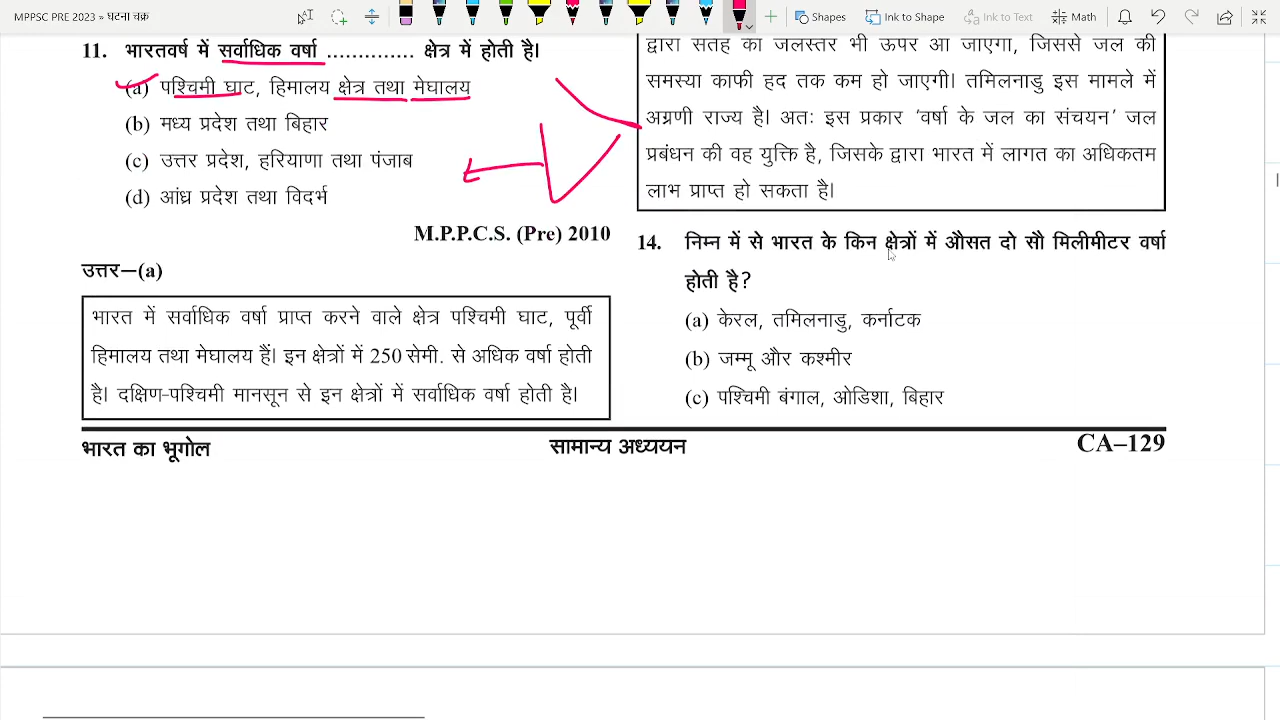 MPPSC PRE 2023 » घटना चक्र
Shapes
Ink to Shape
Ink to Text
Math
11. भारतवर्ष में सर्वाधिक वर्षा .............. क्षेत्र में होती है।
(a) पश्चिमी घाट, हिमालय क्षेत्र तथा मेघालय
(b) मध्य प्रदेश तथा बिहार
(c) उत्तर प्रदेश, हरियाणा तथा पंजाब
(d) आंध्र प्रदेश तथा विदर्भ
M.P.P.C.S. (Pre) 2010
उत्तर–(a)
भारत में सर्वाधिक वर्षा प्राप्त करने वाले क्षेत्र पश्चिमी घाट, पूर्वी
हिमालय तथा मेघालय हैं। इन क्षेत्रों में 250 सेमी. से अधिक वर्षा होती
है। दक्षिण-पश्चिमी मानसून से इन क्षेत्रों में सर्वाधिक वर्षा होती है।
द्वारा सतह का जलस्तर भी ऊपर आ जाएगा, जिससे जल की
समस्या काफी हद तक कम हो जाएगी। तमिलनाडु इस मामले में
अग्रणी राज्य है। अतः इस प्रकार 'वर्षा के जल का संचयन' जल
प्रबंधन की वह युक्ति है, जिसके द्वारा भारत में लागत का अधिकतम
लाभ प्राप्त हो सकता है।
14. निम्न में से भारत के किन क्षेत्रों में औसत दो सौ मिलीमीटर वर्षा
होती है?
(a) केरल, तमिलनाडु, कर्नाटक
(b) जम्मू और कश्मीर
(c) पश्चिमी बंगाल, ओडिशा, बिहार
भारत का भूगोल
सामान्य अध्ययन
CA–129